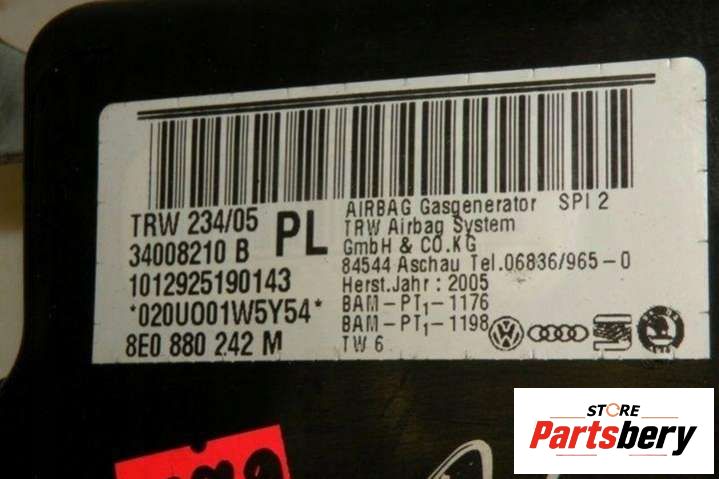 TRW 234/05
34008210 B
PL
1012925190143
*020UO01W5Y54*
8E0 880 242 M
AIRBAG Gasgenerator SPI 2
TRW Airbag System
GmbH & CO.KG
84544 Aschau Tel.06836/965-0
Herst.Jahr : 2005
BAM-PT1-1176
BAM-PT1-1198
TW 6
STORE
Partsbery